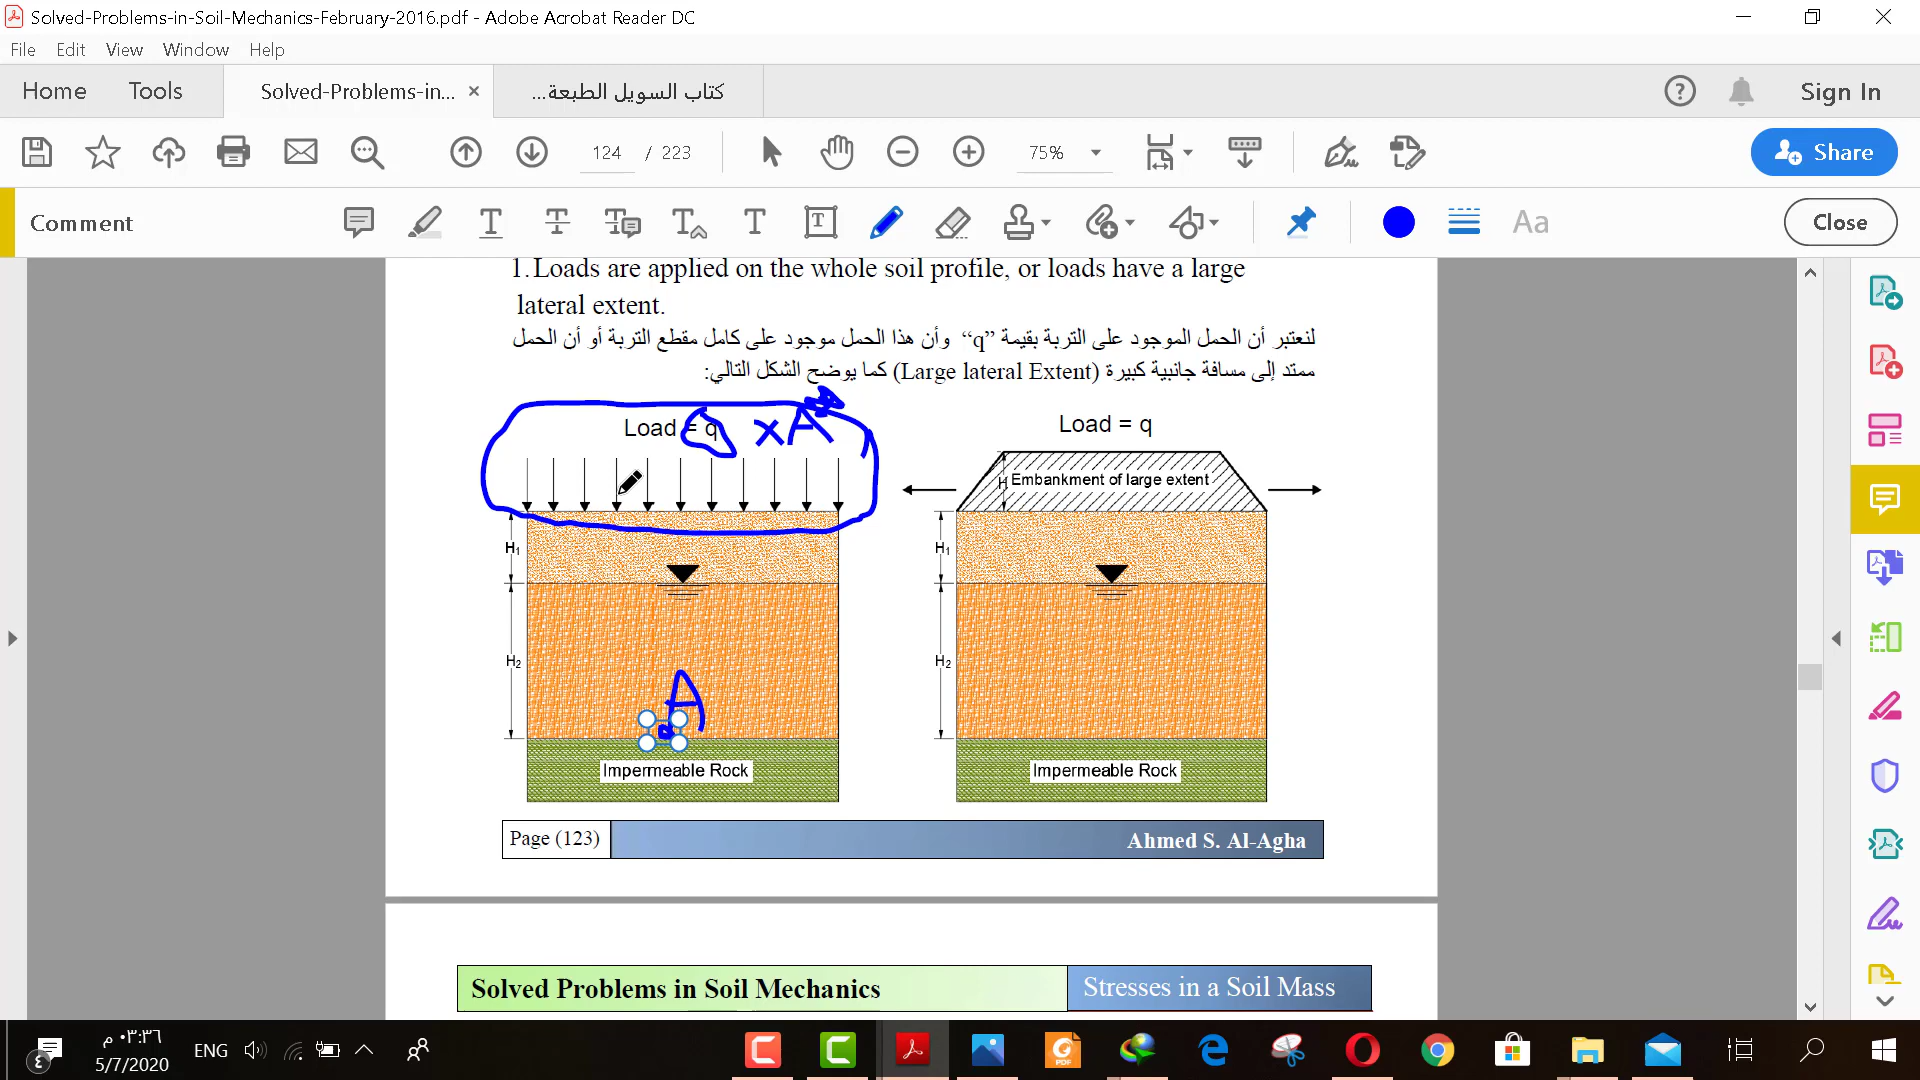 Solved-Problems-in-Soil-Mechanics-February-2016.pdf - Adobe Acrobat Reader DC
File Edit View Window Help
Home Tools Solved-Problems-in... × كتاب السويل الطبعة... Sign In
124 / 223 75% Share
Comment Aa Close
1.Loads are applied on the whole soil profile, or loads have a large
lateral extent.
لنعتبر أن الحمل الموجود على التربة بقيمة “q” وأن هذا الحمل موجود على كامل مقطع التربة أو أن الحمل
ممتد إلى مسافة جانبية كبيرة (Large lateral Extent) كما يوضح الشكل التالي:
Load = q × A
Load = q
H Embankment of large extent
H1
H1
H2
H2
A
Impermeable Rock
Impermeable Rock
Page (123) Ahmed S. Al-Agha
Solved Problems in Soil Mechanics Stresses in a Soil Mass
٠٣:٣٦ م
5/7/2020
ENG
٤
PDF